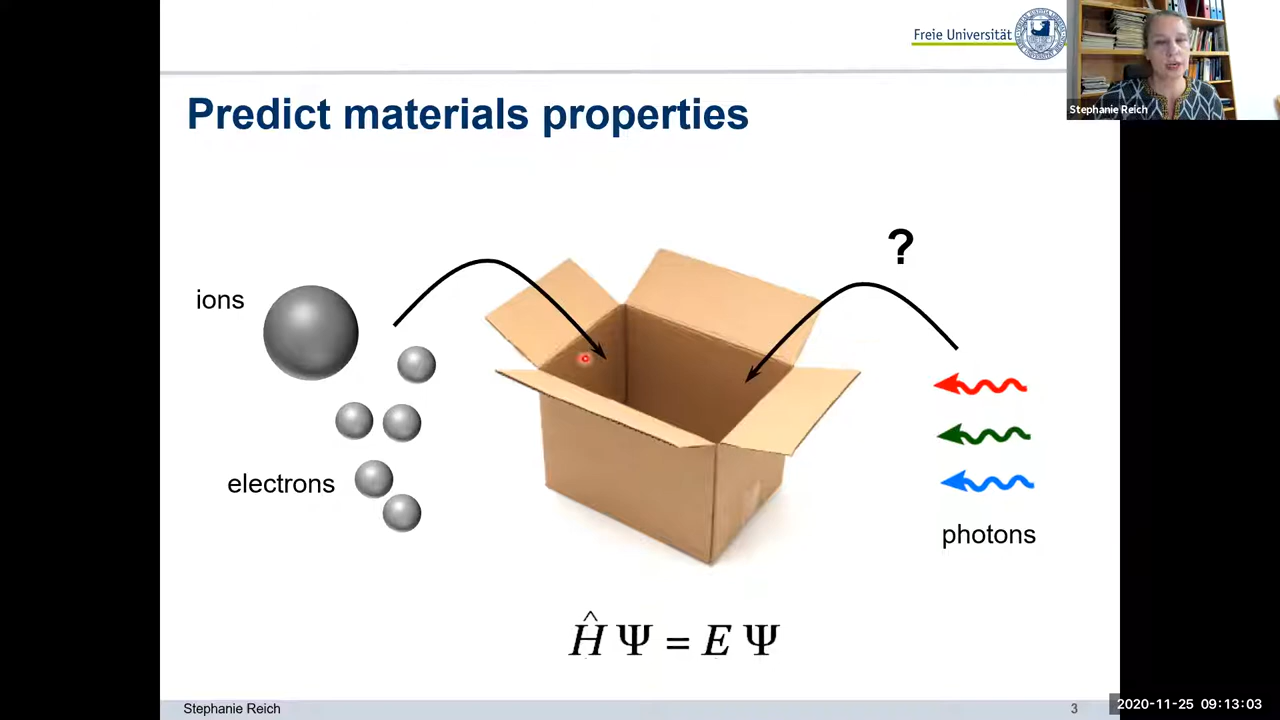 Freie Universität
Stephanie Reich
Predict materials properties
?
ions
electrons
photons
Ĥ Ψ = E Ψ
Stephanie Reich
3
2020-11-25 09:13:03